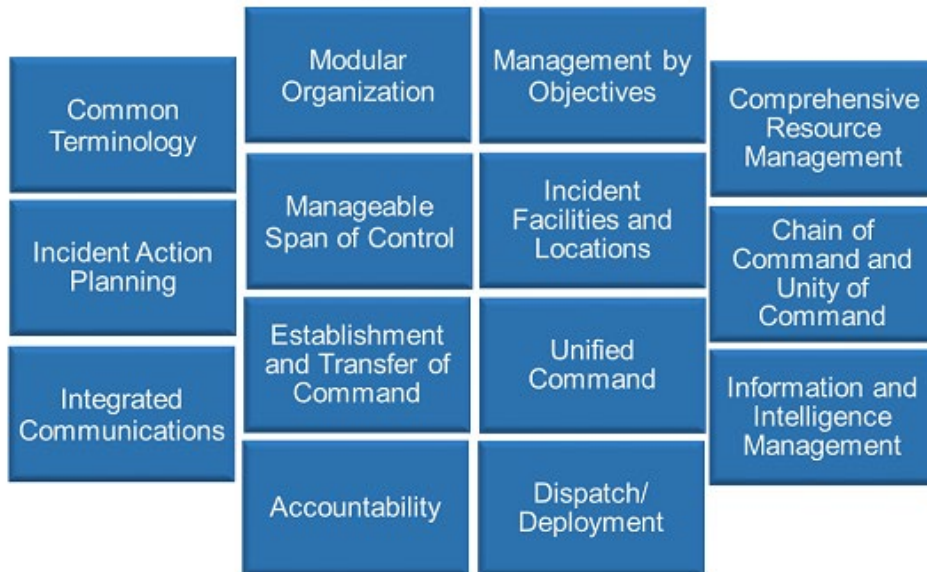 Common
Terminology
Incident Action
Planning
Integrated
Communications
Modular
Organization
Manageable
Span of Control
Establishment
and Transfer of
Command
Accountability
Management by
Objectives
Incident
Facilities and
Locations
Unified
Command
Dispatch/
Deployment
Comprehensive
Resource
Management
Chain of
Command and
Unity of
Command
Information and
Intelligence
Management